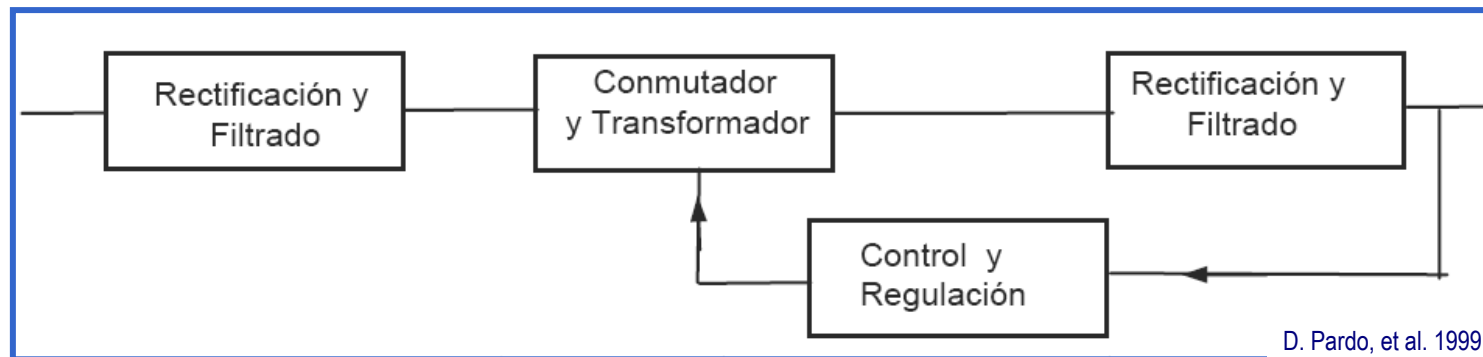 Rectificación y
Filtrado
Conmutador
y Transformador
Rectificación y
Filtrado
Control y
Regulación
D. Pardo, et al. 1999